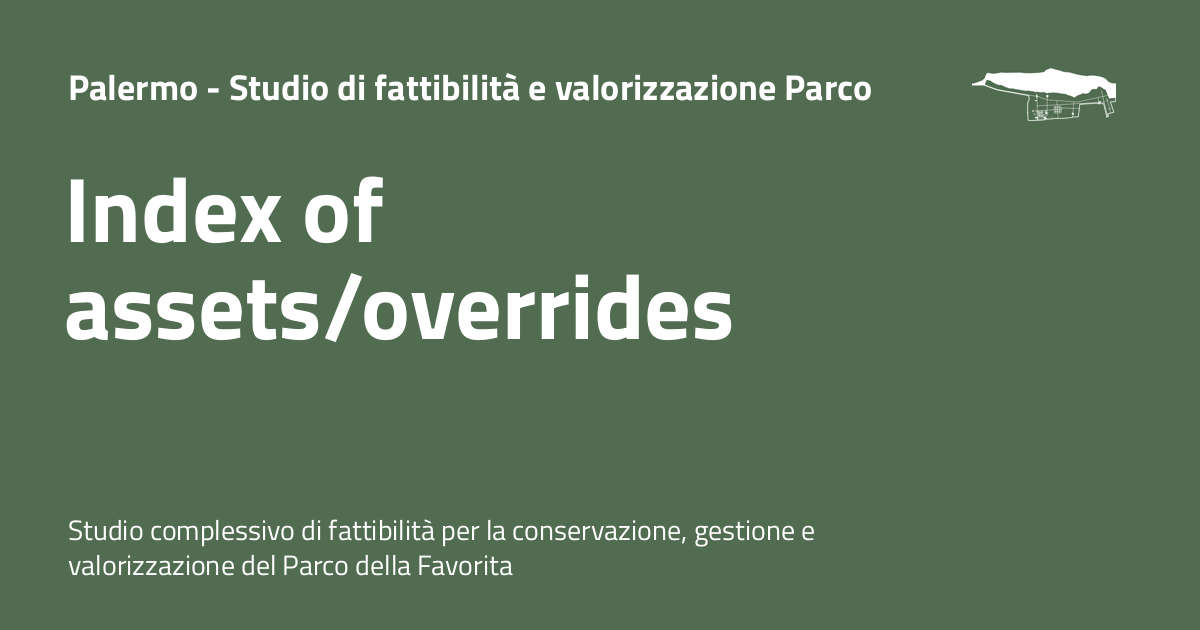 Palermo - Studio di fattibilità e valorizzazione Parco
Index of
assets/overrides
Studio complessivo di fattibilità per la conservazione, gestione e
valorizzazione del Parco della Favorita